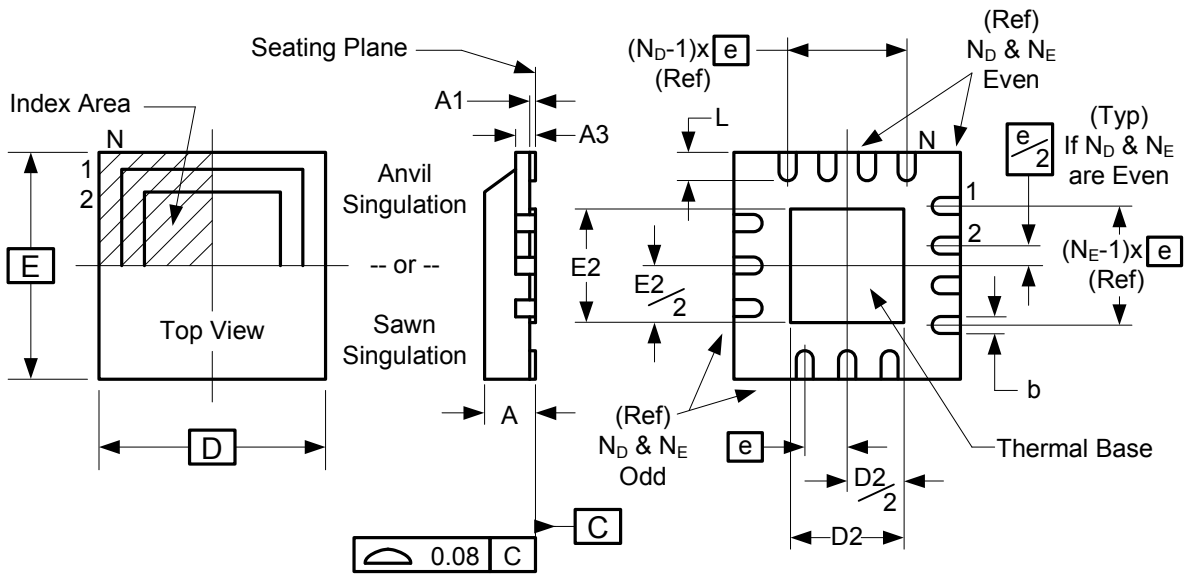 Seating Plane
Index Area
N
1
2
E
Top View
D
Anvil
Singulation
-- or --
Sawn
Singulation
A1
A3
A
0.08 C
C
(N_D-1)x e
(Ref)
(Ref)
N_D & N_E
Even
L
N
e/2
(Typ)
If N_D & N_E
are Even
1
2
(N_E-1)x e
(Ref)
E2
E2/2
b
(Ref)
N_D & N_E
Odd
e
D2/2
D2
Thermal Base